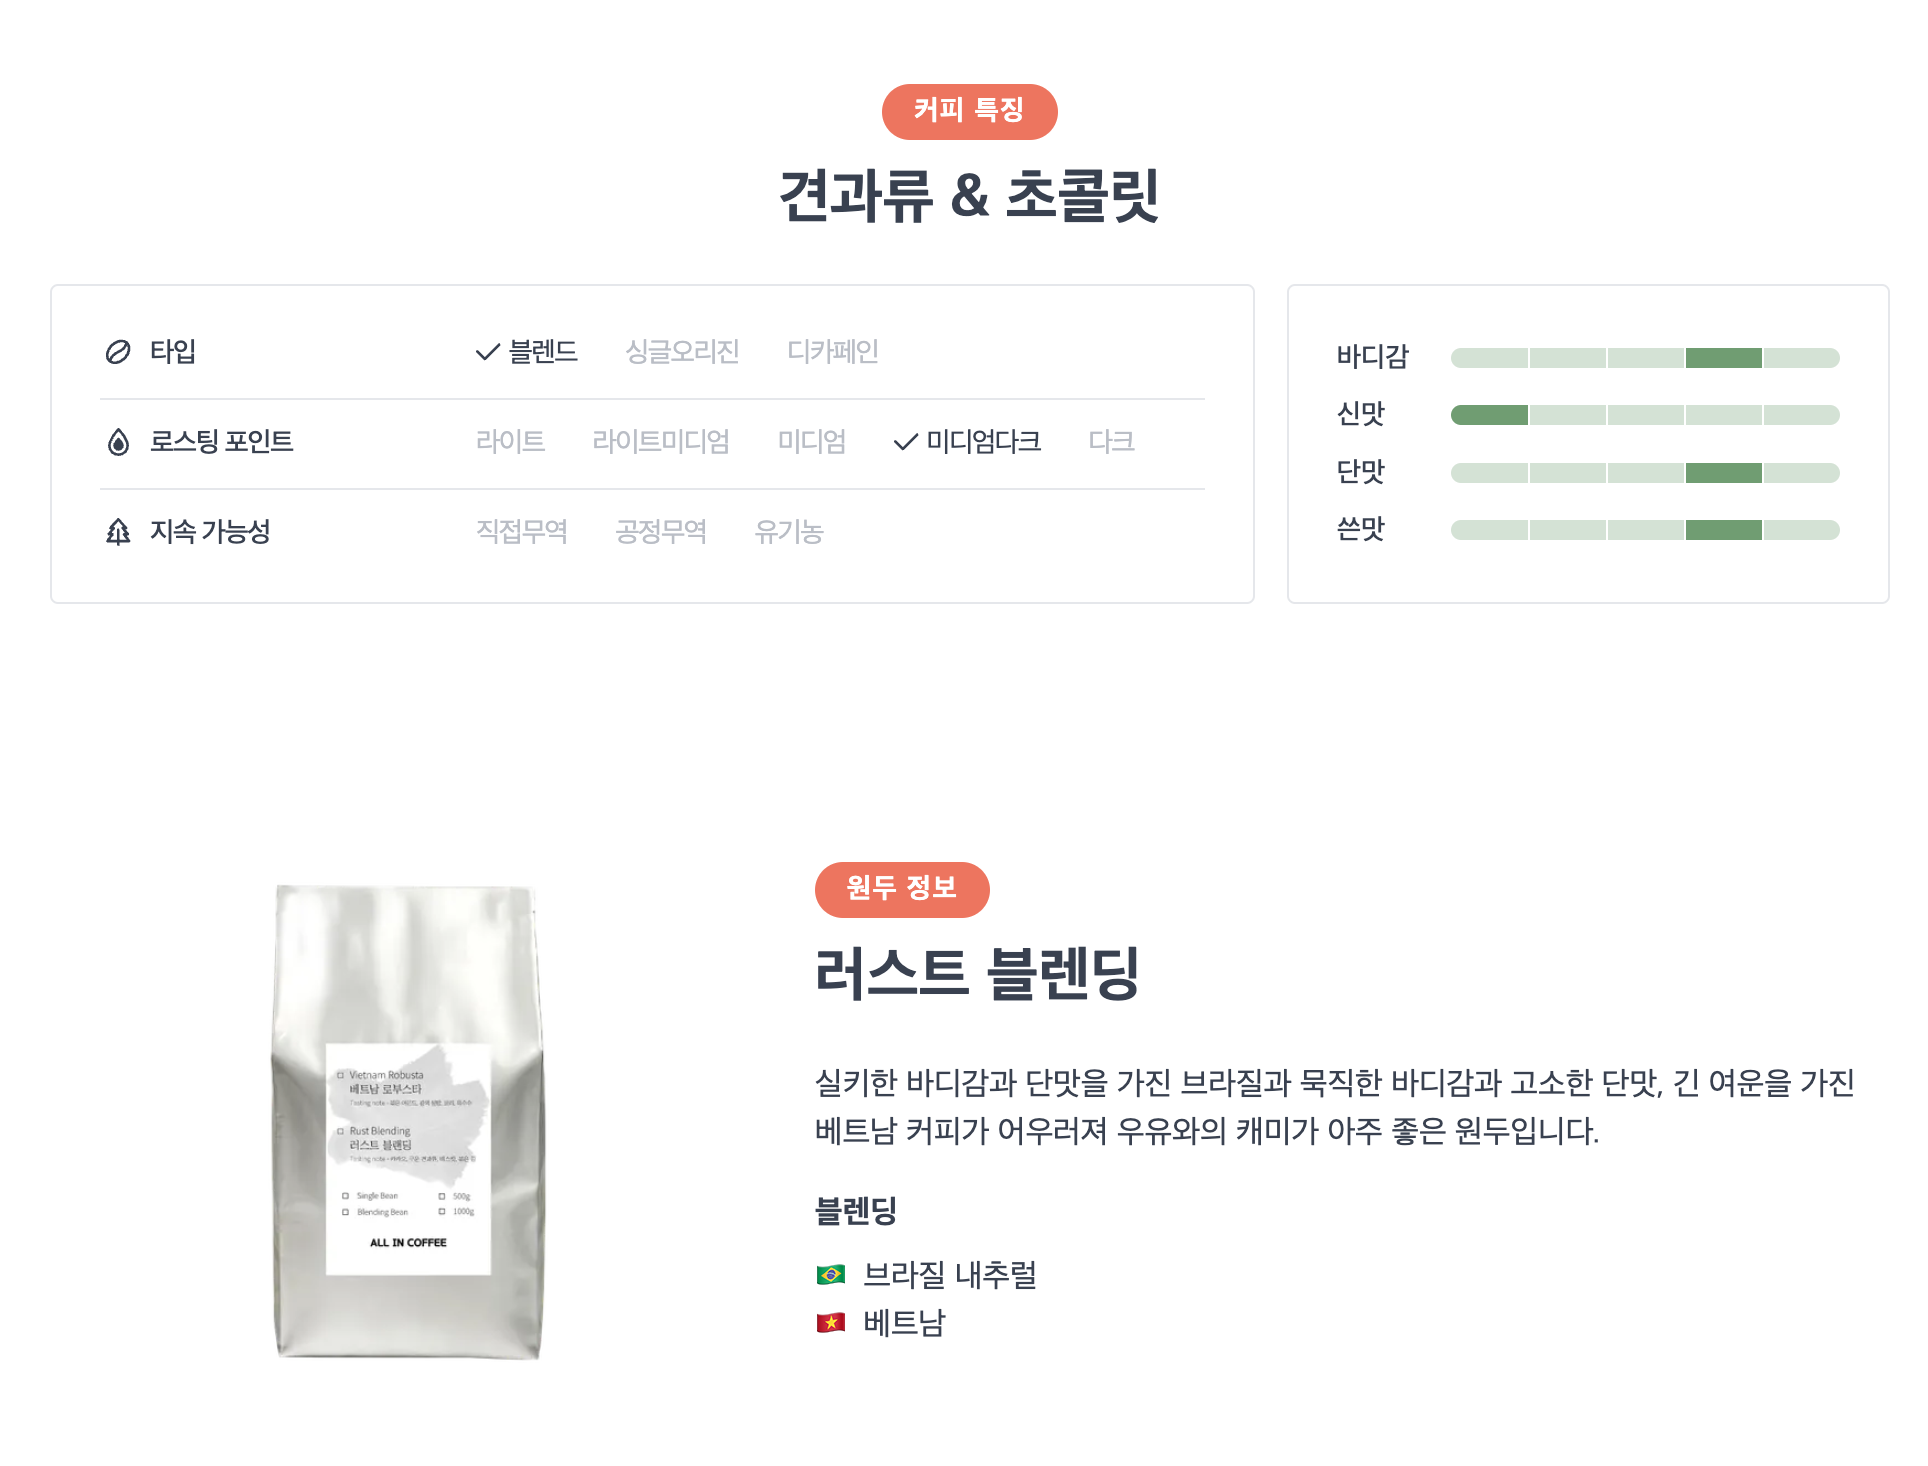 커피 특징
견과류 & 초콜릿
타입 블렌드 싱글오리진 디카페인
로스팅 포인트 라이트 라이트미디엄 미디엄 미디엄다크 다크
지속 가능성 직접무역 공정무역 유기농
바디감
신맛
단맛
쓴맛
원두 정보
러스트 블렌딩
실키한 바디감과 단맛을 가진 브라질과 묵직한 바디감과 고소한 단맛, 긴 여운을 가진
베트남 커피가 어우러져 우유와의 캐미가 아주 좋은 원두입니다.
블렌딩
브라질 내추럴
베트남
Vietnam Robusta
베트남 로부스타
Rust Blending
러스트 블랜딩
Single Bean 500g
Blending Bean 1000g
ALL IN COFFEE